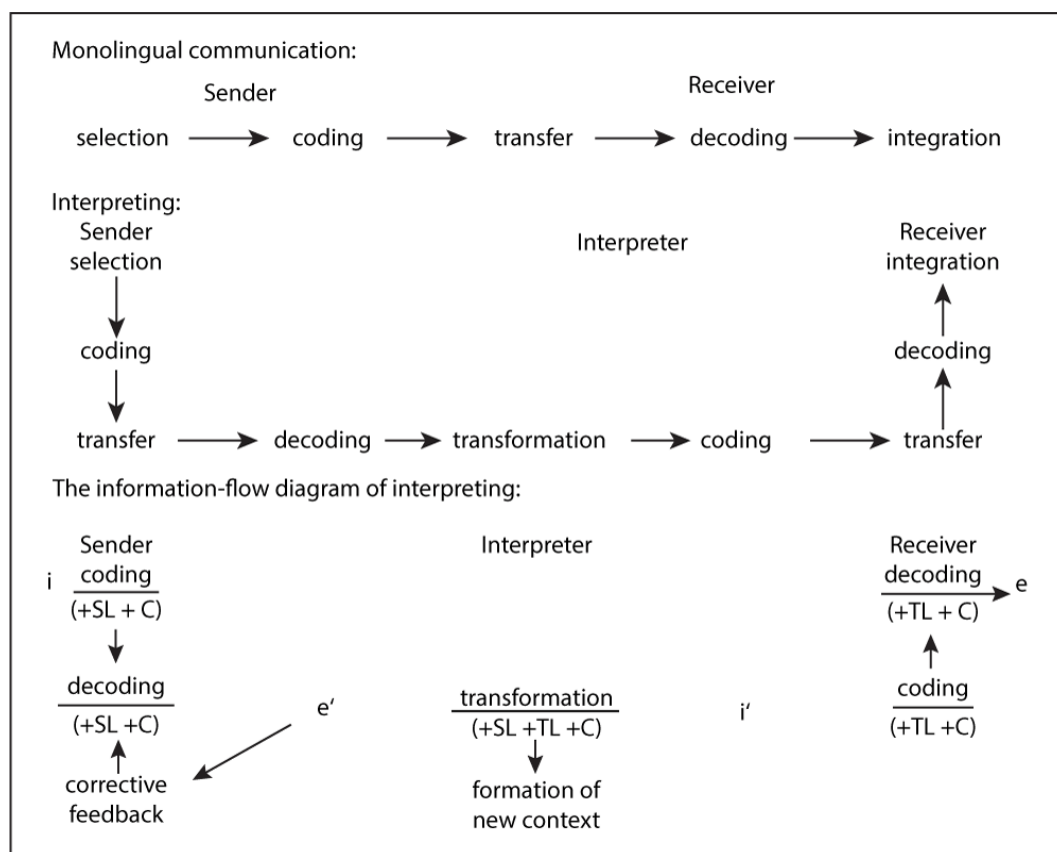 Monolingual communication:
Sender
Receiver
selection coding transfer decoding integration
Interpreting:
Sender
selection
Interpreter
Receiver
integration
coding
decoding
transfer decoding transformation coding transfer
The information-flow diagram of interpreting:
Sender
Interpreter
Receiver
i
coding
(+SL + C)
decoding
(+TL + C)
e
decoding
(+SL +C)
e‘
transformation
(+SL +TL +C)
i‘
coding
(+TL +C)
corrective
feedback
formation of
new context